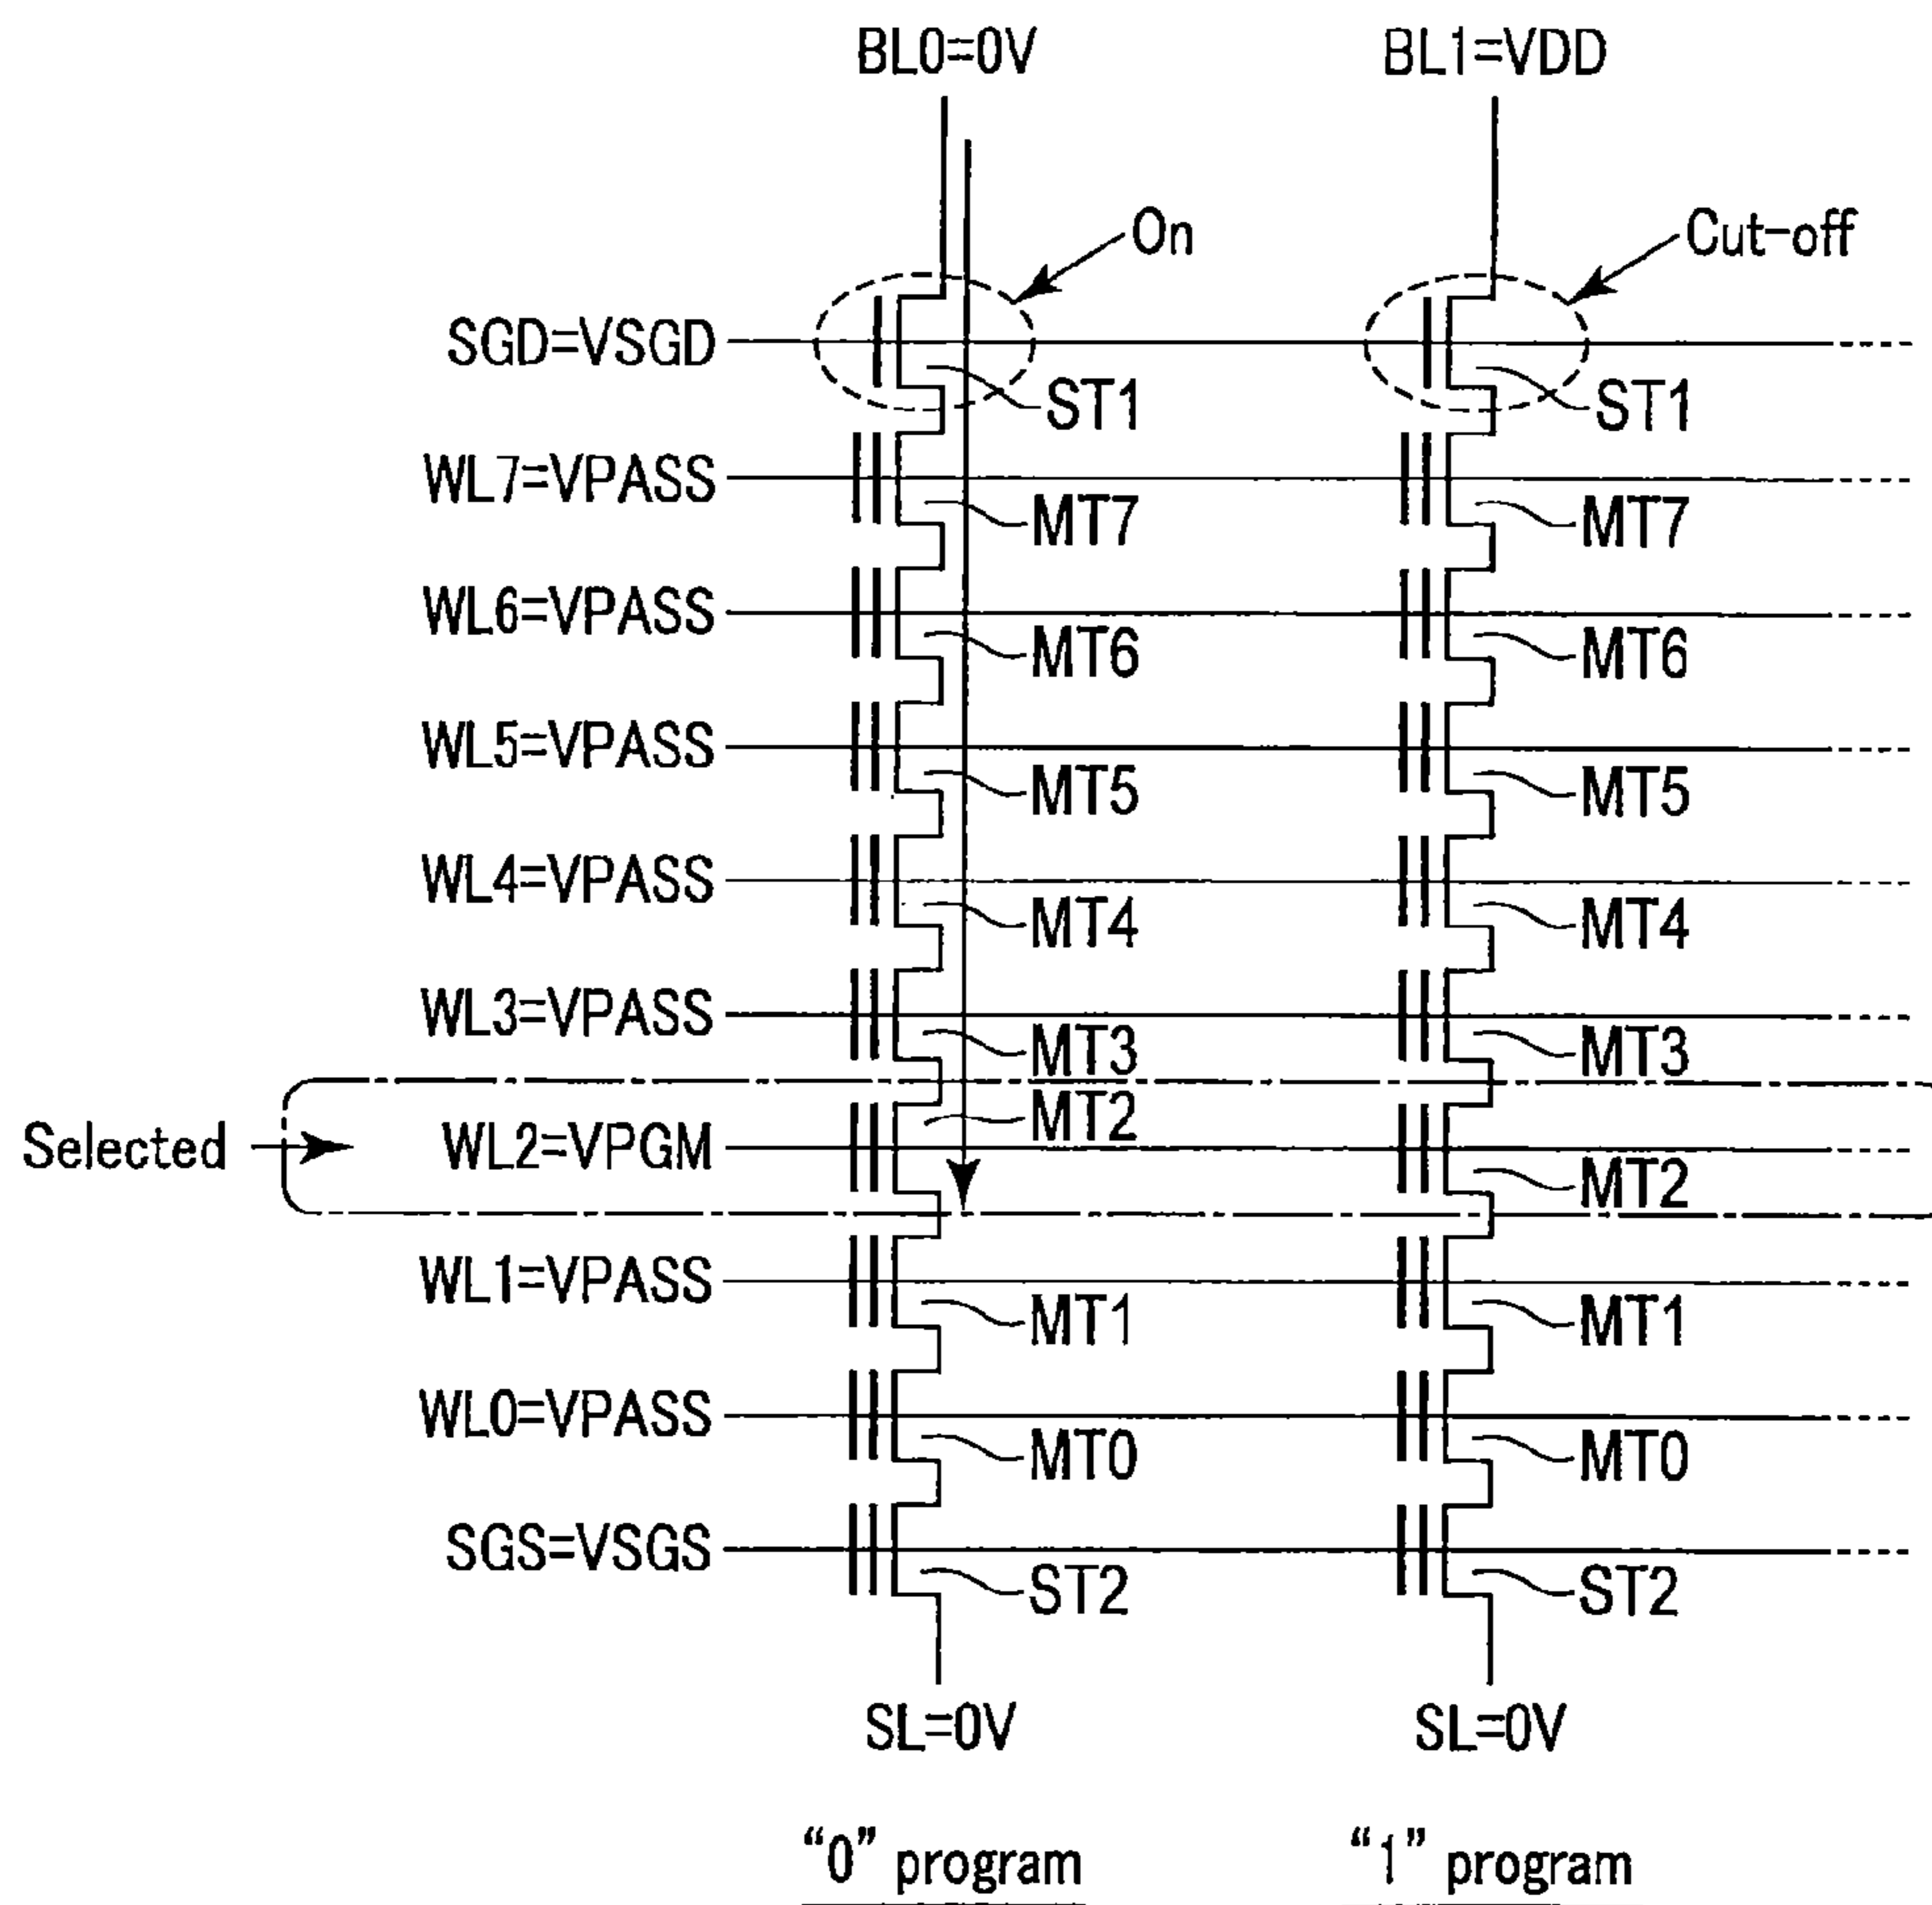 BL0=0V BL1=VDD
On Cut-off
SGD=VSGD
ST1 ST1
WL7=VPASS
MT7 MT7
WL6=VPASS
MT6 MT6
WL5=VPASS
MT5 MT5
WL4=VPASS
MT4 MT4
WL3=VPASS
MT3 MT3
MT2
Selected WL2=VPGM
MT2
WL1=VPASS
MT1 MT1
WL0=VPASS
MT0 MT0
SGS=VSGS
ST2 ST2
SL=0V SL=0V
“0” program “1” program